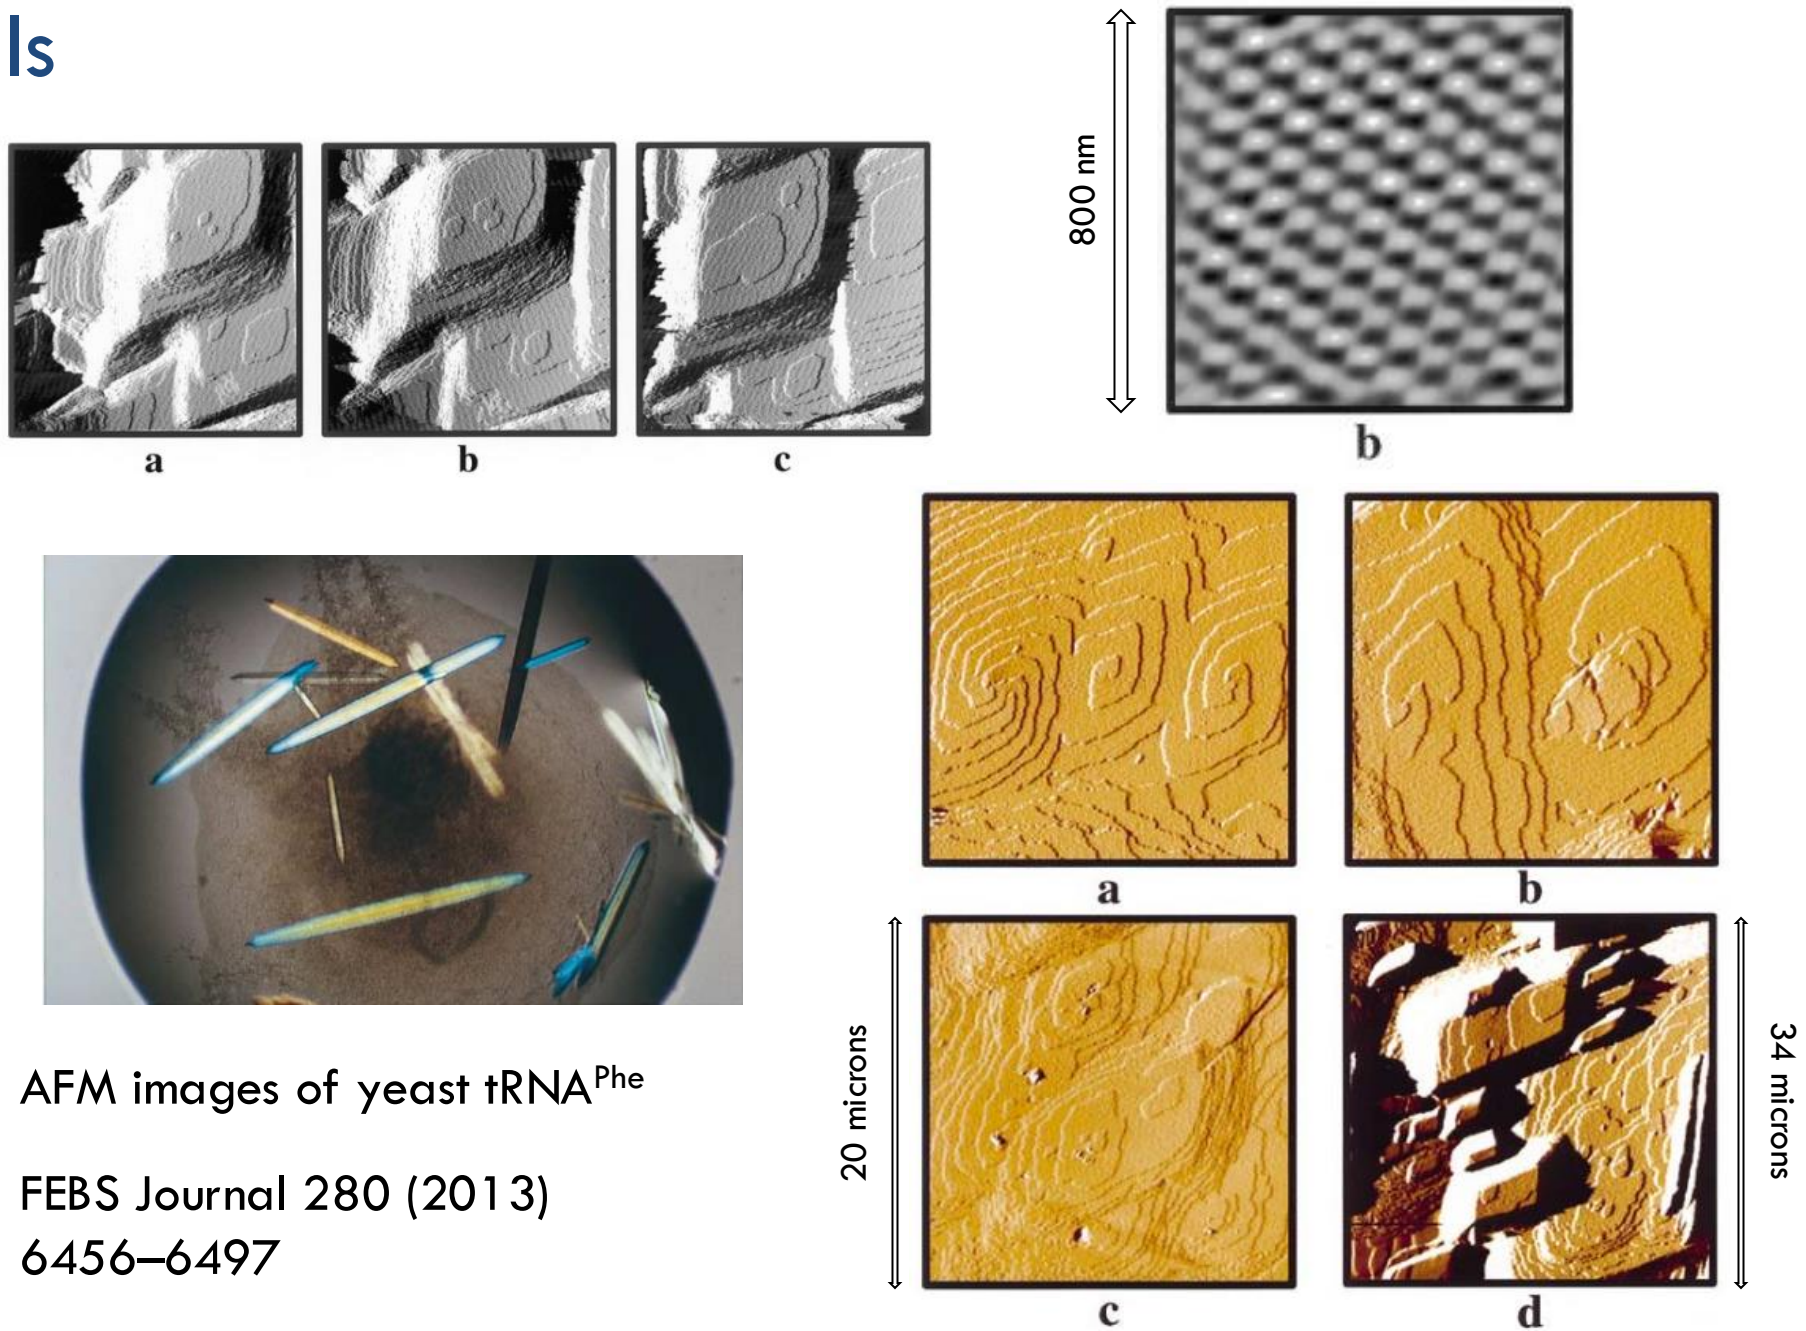 ls
800 nm
a
b
c
b
a
b
20 microns
34 microns
c
d
AFM images of yeast tRNAPhe
FEBS Journal 280 (2013)
6456–6497